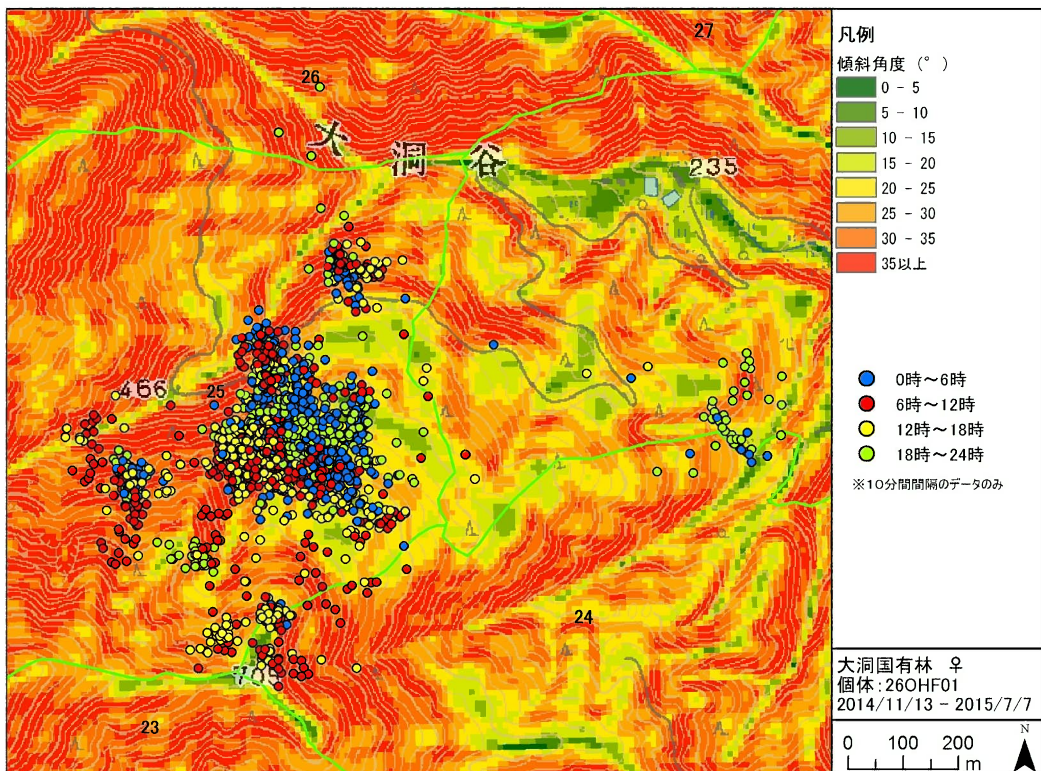 27
26
大洞谷
235
466
25
24
23
凡例
傾斜角度（°）
0 - 5
5 - 10
10 - 15
15 - 20
20 - 25
25 - 30
30 - 35
35以上
0時～6時
6時～12時
12時～18時
18時～24時
※10分間間隔のデータのみ
大洞国有林 ♀
個体:26OHF01
2014/11/13 - 2015/7/7
N
0 100 200
m